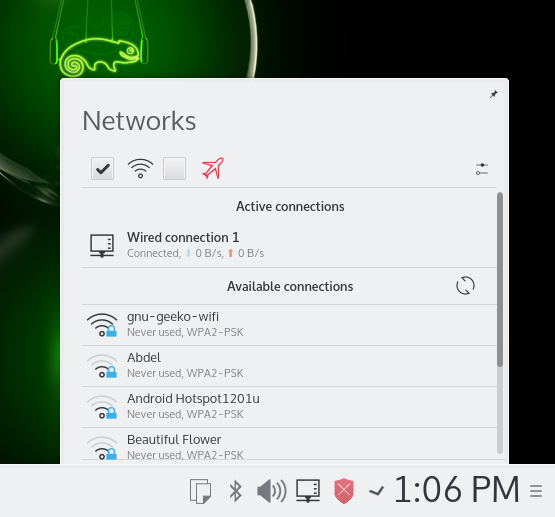 Networks
Active connections
Wired connection 1
Connected, ⬇ 0 B/s, ⬆ 0 B/s
Available connections
gnu-geeko-wifi
Never used, WPA2-PSK
Abdel
Never used, WPA2-PSK
Android Hotspot1201u
Never used, WPA2-PSK
Beautiful Flower
Never used, WPA2-PSK
1:06 PM